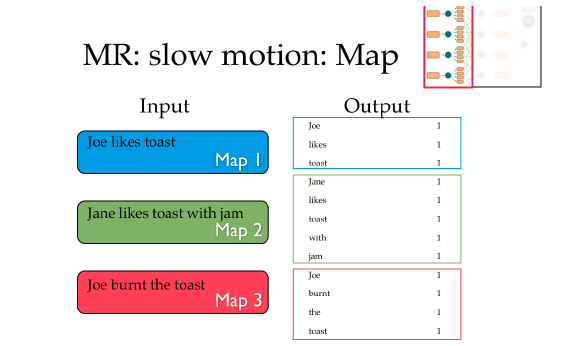 MR: slow motion: Map
Input
Output
Joe likes toast
Map 1
Joe 1
likes 1
toast 1
Jane likes toast with jam
Map 2
Jane 1
likes 1
toast 1
with 1
jam 1
Joe burnt the toast
Map 3
Joe 1
burnt 1
the 1
toast 1